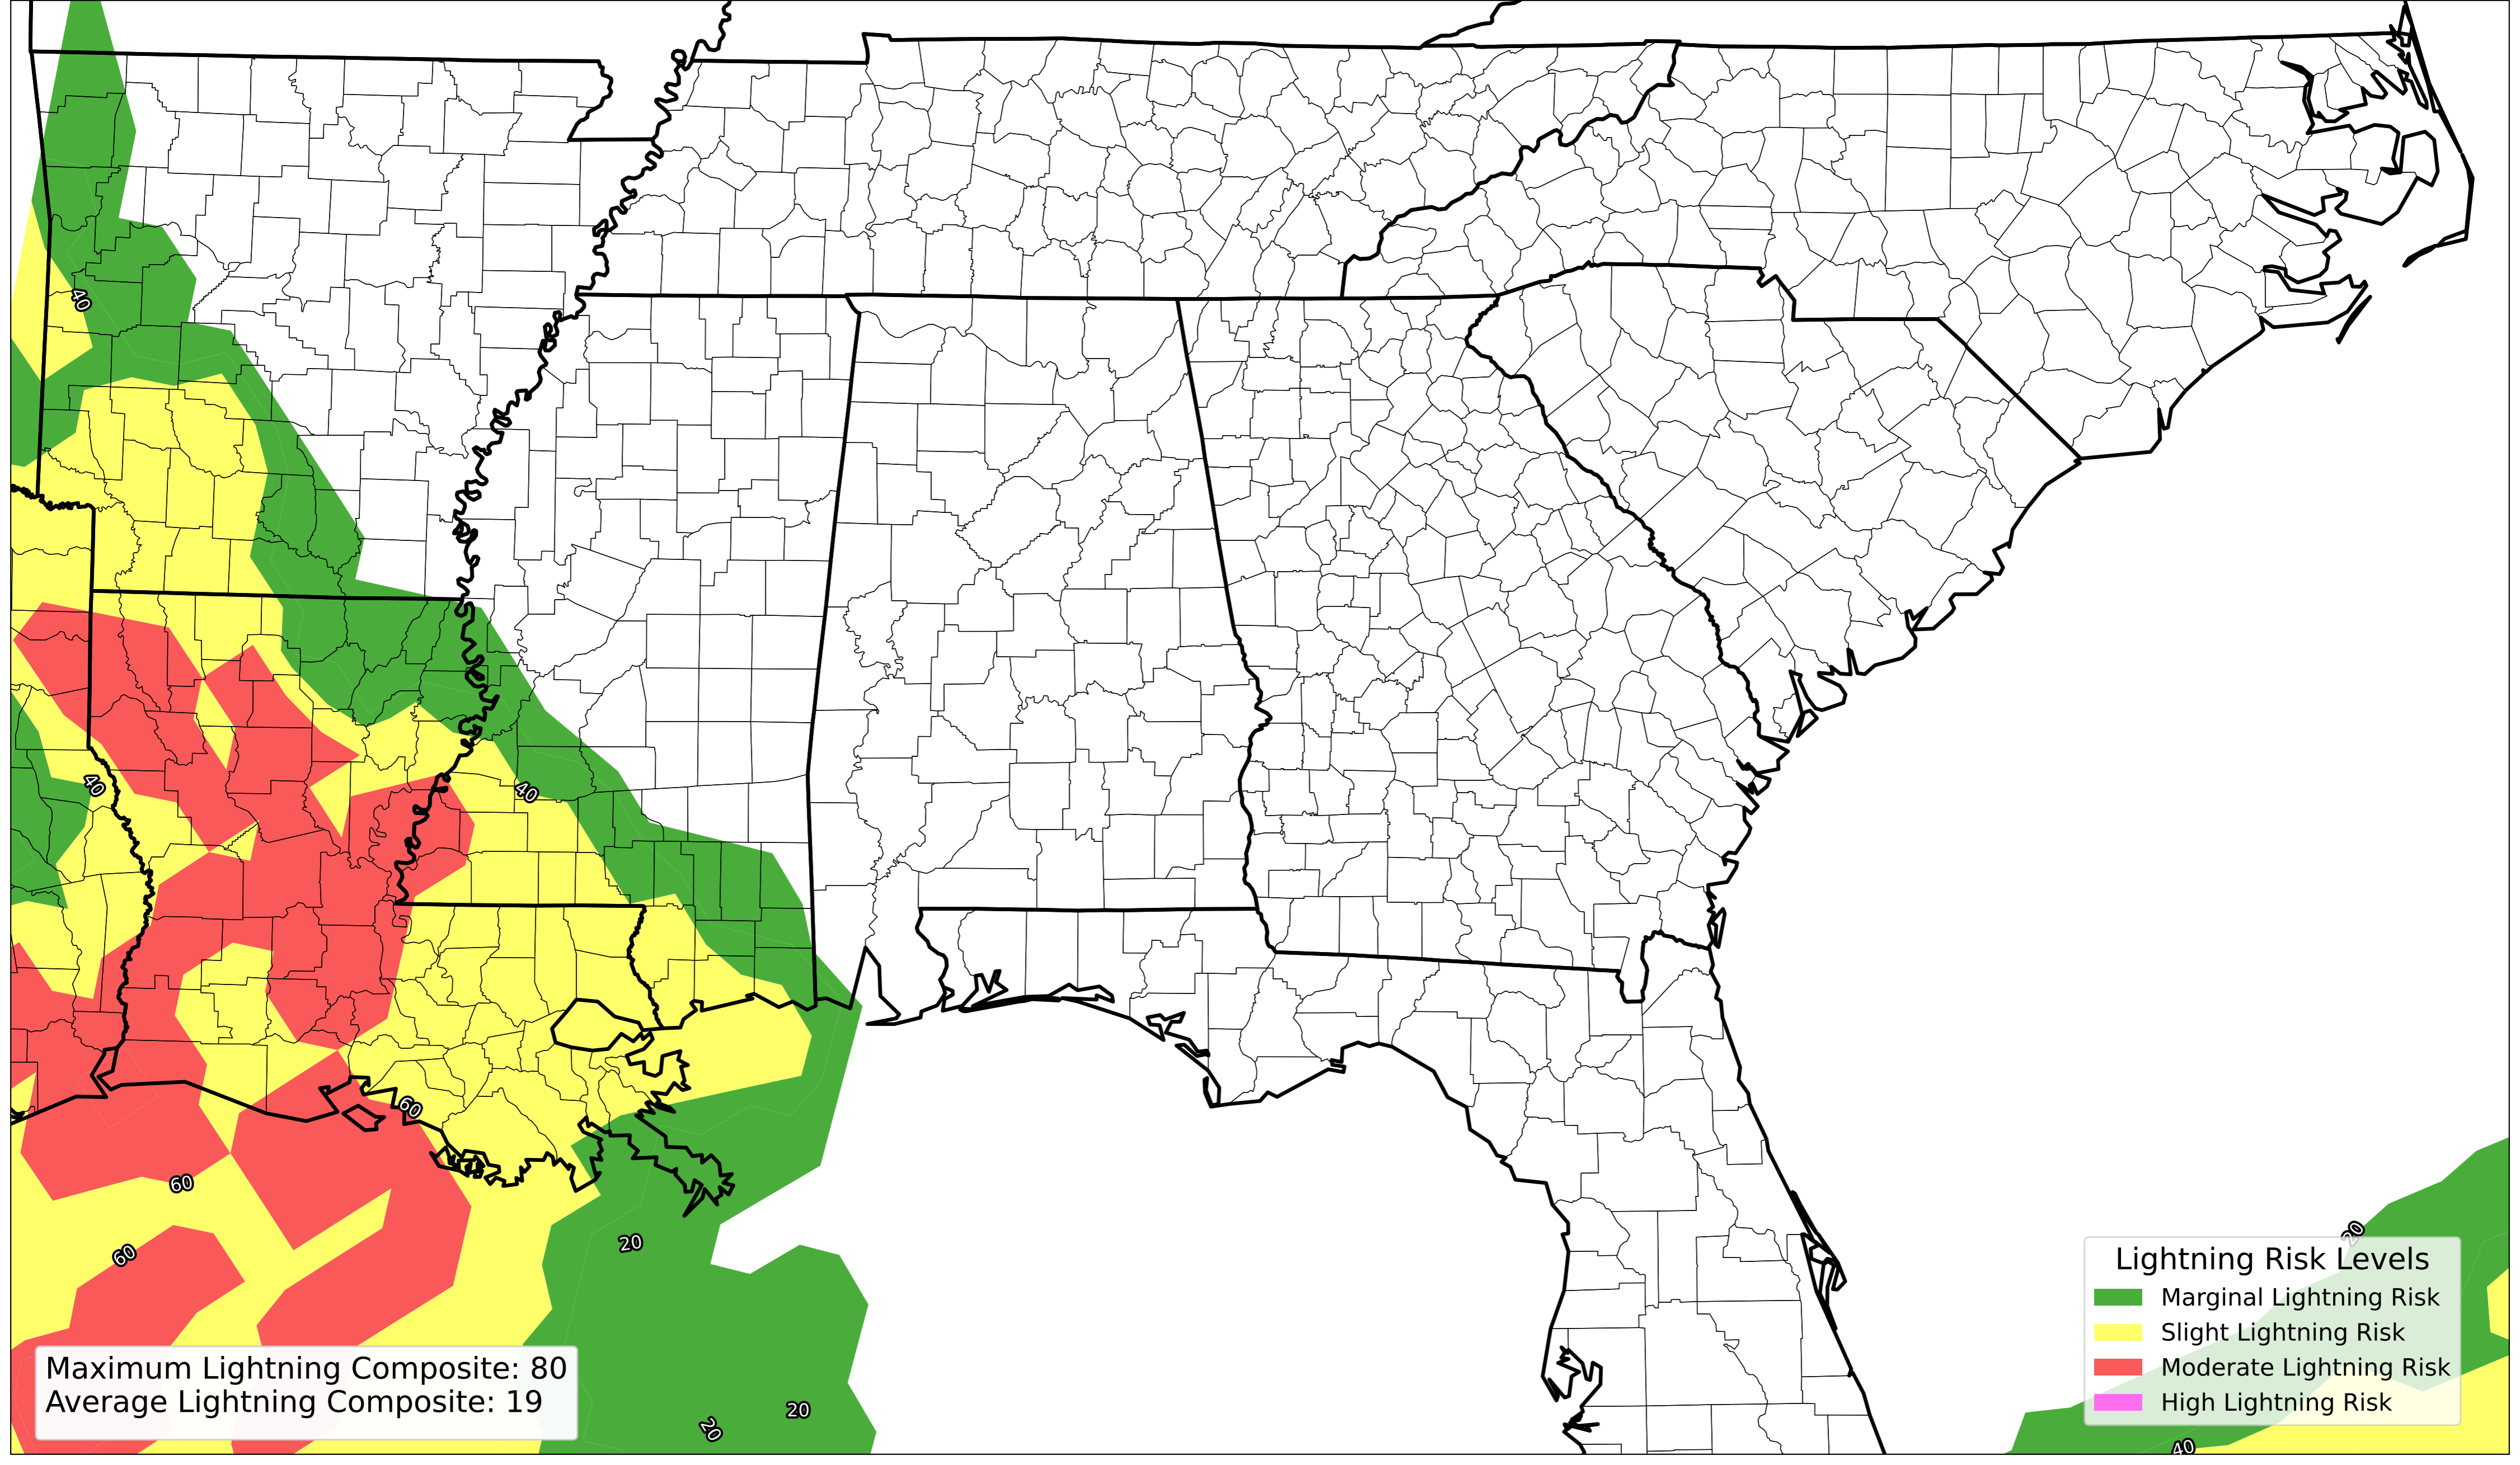 40
40
40
60
60
60
20
20
20
20
40
Maximum Lightning Composite: 80
Average Lightning Composite: 19
Lightning Risk Levels
Marginal Lightning Risk
Slight Lightning Risk
Moderate Lightning Risk
High Lightning Risk